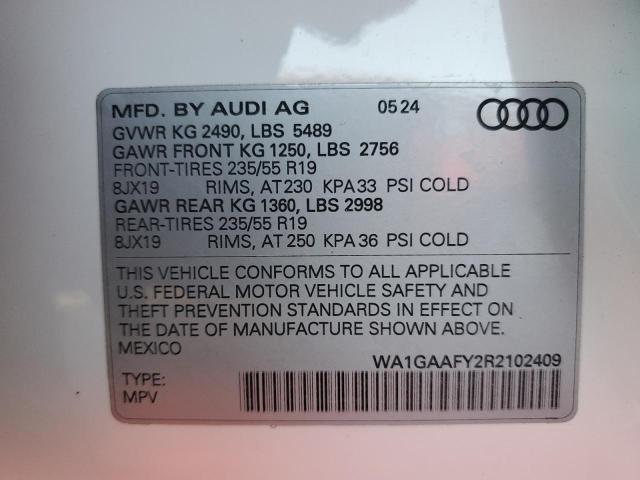 MFD. BY AUDI AG 05 24
GVWR KG 2490, LBS 5489
GAWR FRONT KG 1250, LBS 2756
FRONT-TIRES 235/55 R19
8JX19 RIMS, AT 230 KPA 33 PSI COLD
GAWR REAR KG 1360, LBS 2998
REAR-TIRES 235/55 R19
8JX19 RIMS, AT 250 KPA 36 PSI COLD
THIS VEHICLE CONFORMS TO ALL APPLICABLE
U.S. FEDERAL MOTOR VEHICLE SAFETY AND
THEFT PREVENTION STANDARDS IN EFFECT ON
THE DATE OF MANUFACTURE SHOWN ABOVE.
MEXICO
WA1GAAFY2R2102409
TYPE:
MPV